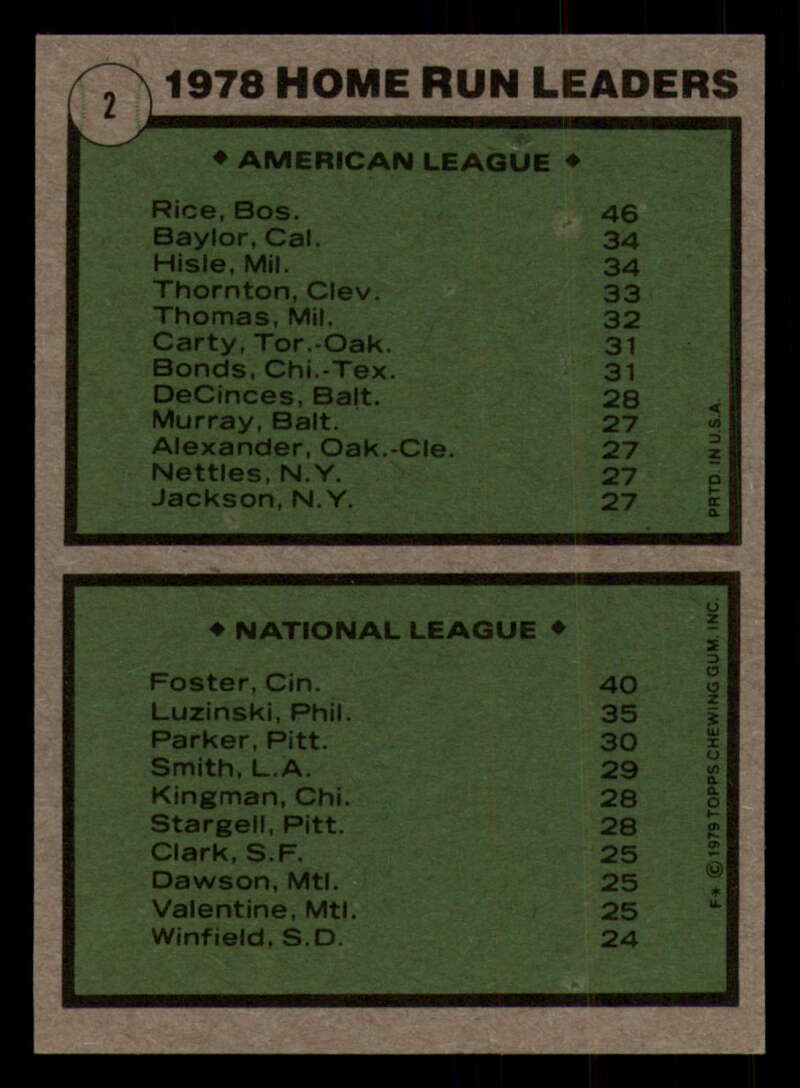 2
1978 HOME RUN LEADERS
♦ AMERICAN LEAGUE ♦
Rice, Bos. 46
Baylor, Cal. 34
Hisle, Mil. 34
Thornton, Clev. 33
Thomas, Mil. 32
Carty, Tor.-Oak. 31
Bonds, Chi.-Tex. 31
DeCinces, Balt. 28
Murray, Balt. 27
Alexander, Oak.-Cle. 27
Nettles, N.Y. 27
Jackson, N.Y. 27
PRTD. IN U.S.A.
♦ NATIONAL LEAGUE ♦
Foster, Cin. 40
Luzinski, Phil. 35
Parker, Pitt. 30
Smith, L.A. 29
Kingman, Chi. 28
Stargell, Pitt. 28
Clark, S.F. 25
Dawson, Mtl. 25
Valentine, Mtl. 25
Winfield, S.D. 24
F* © 1979 TOPPS CHEWING GUM, INC.